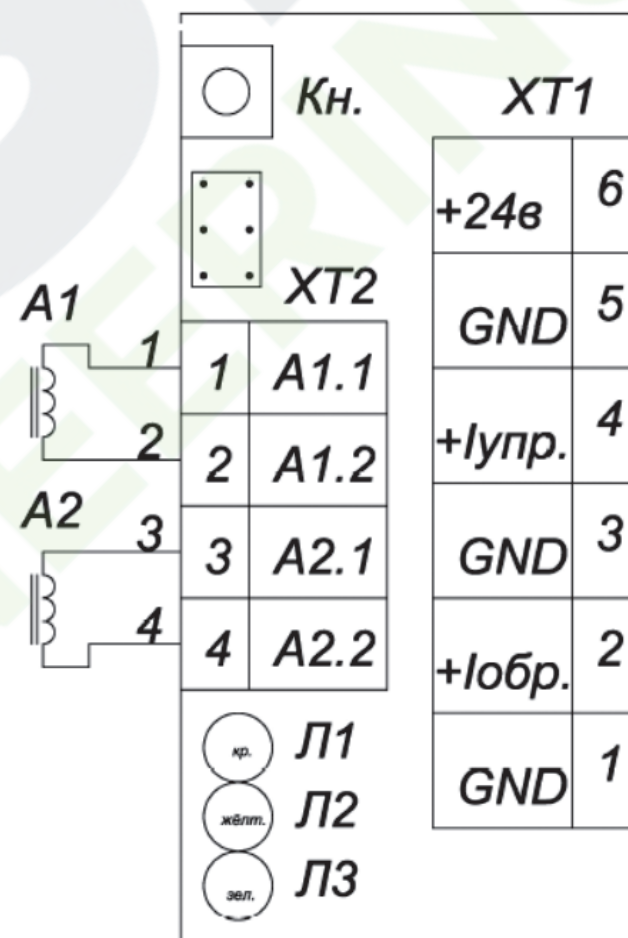 Кн.
XT1
+24в 6
GND 5
+Iупр. 4
GND 3
+Iобр. 2
GND 1
XT2
A1
1
2
A2
3
4
1 A1.1
2 A1.2
3 A2.1
4 A2.2
кр. Л1
жёлт. Л2
зел. Л3